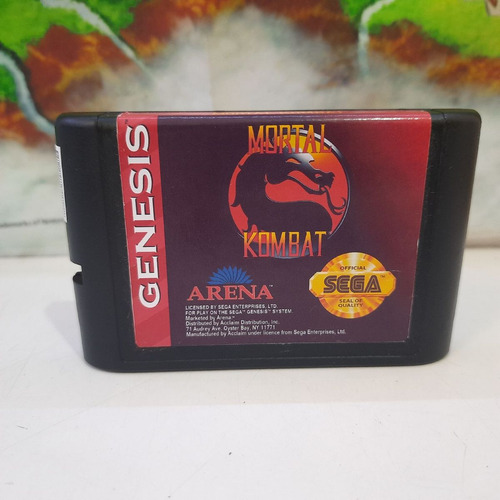 GENESIS
MORTAL
KOMBAT
ARENA
OFFICIAL
SEGA
SEAL OF
QUALITY
LICENSED BY SEGA ENTERPRISES, LTD.
FOR PLAY ON THE SEGA™ GENESIS™ SYSTEM.
Marketed by Arena™
Distributed by Acclaim Distribution, Inc.
71 Audrey Ave. Oyster Bay, NY 11771
Manufactured by Acclaim under licence from Sega Enterprises, Ltd.